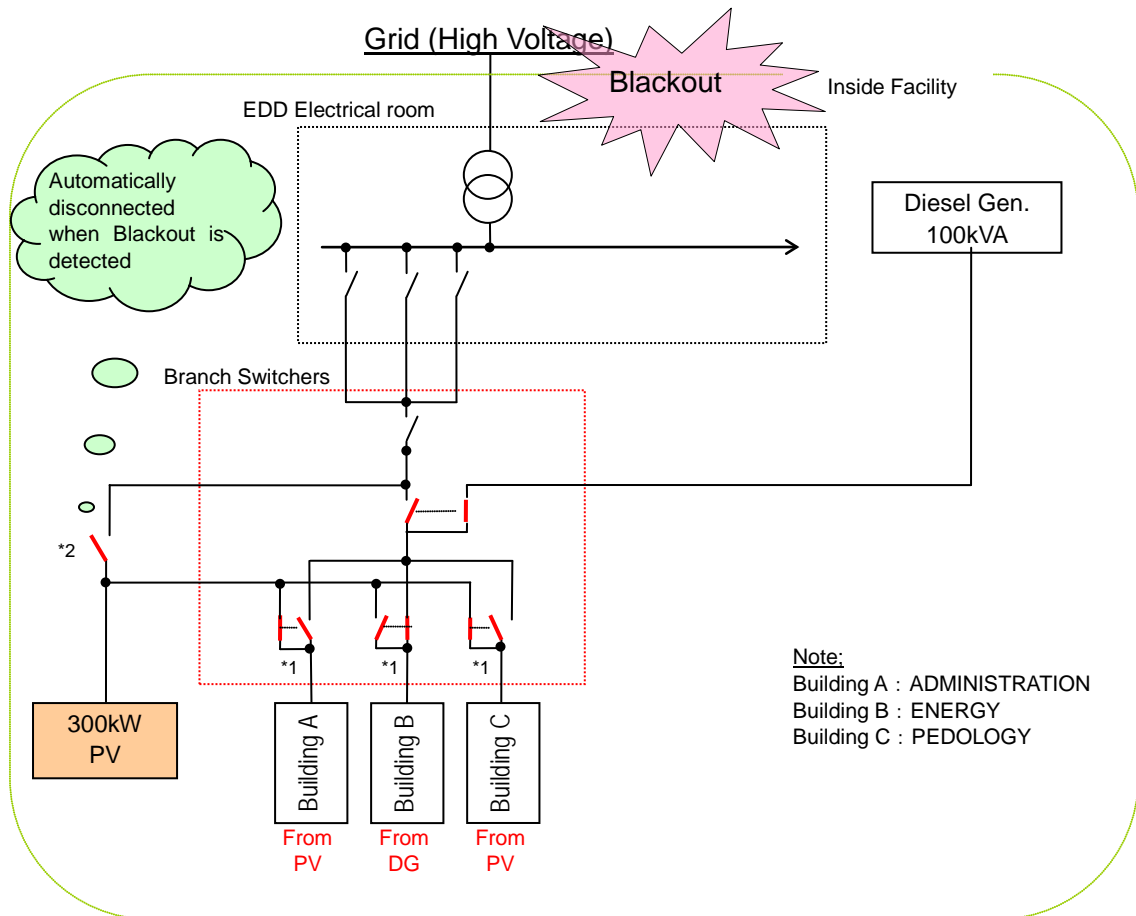 Grid (High Voltage)
Blackout
Inside Facility
EDD Electrical room
Automatically
disconnected
when Blackout is
detected
Diesel Gen.
100kVA
Branch Switchers
*2
*1
*1
*1
Note;
Building A : ADMINISTRATION
Building B : ENERGY
Building C : PEDOLOGY
300kW
PV
Building A
Building B
Building C
From
PV
From
DG
From
PV